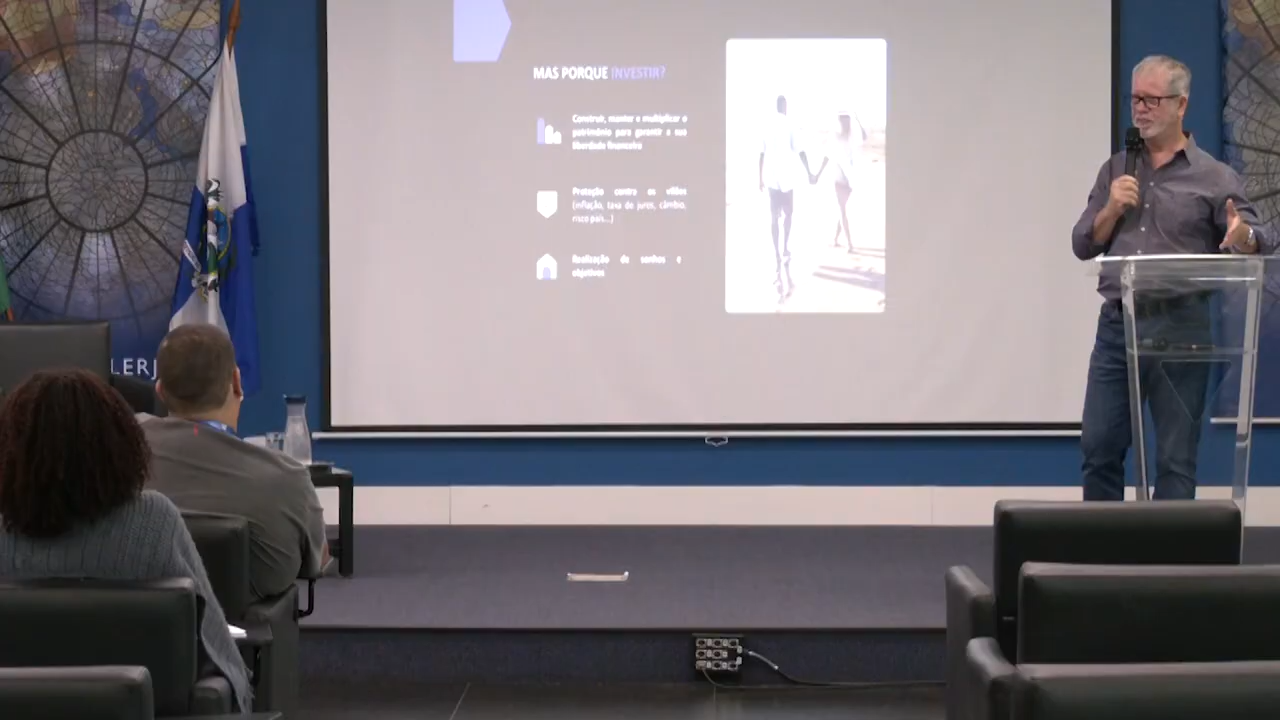 MAS PORQUE INVESTIR?
Construir, manter e multiplicar o
patrimônio para garantir a sua
liberdade financeira
Proteção contra os vilões
(inflação, taxa de juros, câmbio,
risco país...)
Realização de sonhos e
objetivos
LERJ